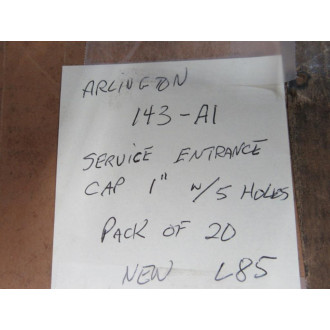 ARLINGTON
143-A1
SERVICE ENTRANCE
CAP 1" W/5 HOLES
PACK OF 20
NEW L85